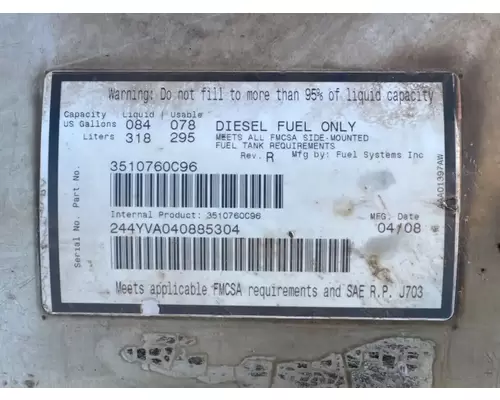 Warning: Do not fill to more than 95% of liquid capacity
Capacity Liquid | Usable
US Gallons 084 078
Liters 318 295
DIESEL FUEL ONLY
MEETS ALL FMCSA SIDE-MOUNTED
FUEL TANK REQUIREMENTS
Rev. R Mfg by: Fuel Systems Inc
Part No.
3510760C96
Internal Product: 3510760C96
MFG. Date
Serial No.
244YVA040885304
04/08
Meets applicable FMCSA requirements and SAE R.P. J703